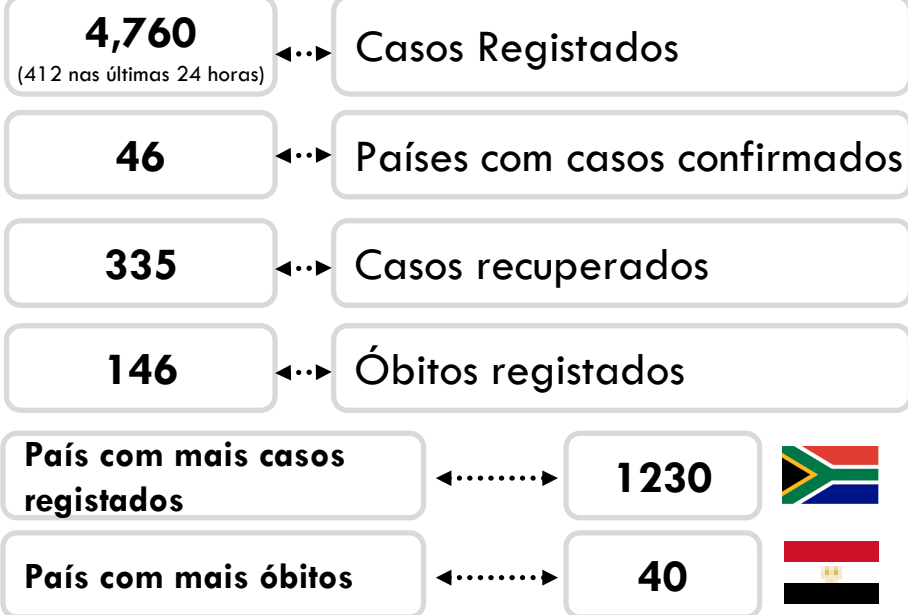 4,760
(412 nas últimas 24 horas)
Casos Registados
46
Países com casos confirmados
335
Casos recuperados
146
Óbitos registados
País com mais casos
registados
1230
País com mais óbitos
40